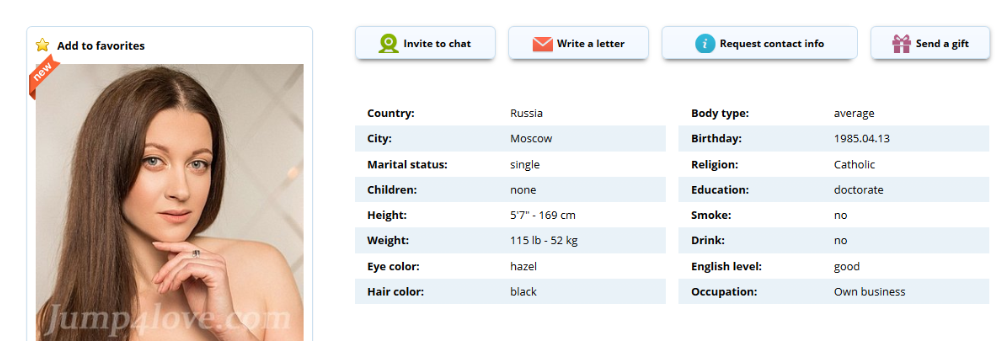 Add to favorites
new
Jump4love.com
Invite to chat
Write a letter
Request contact info
Send a gift
Country: Russia
City: Moscow
Marital status: single
Children: none
Height: 5'7" - 169 cm
Weight: 115 lb - 52 kg
Eye color: hazel
Hair color: black
Body type: average
Birthday: 1985.04.13
Religion: Catholic
Education: doctorate
Smoke: no
Drink: no
English level: good
Occupation: Own business